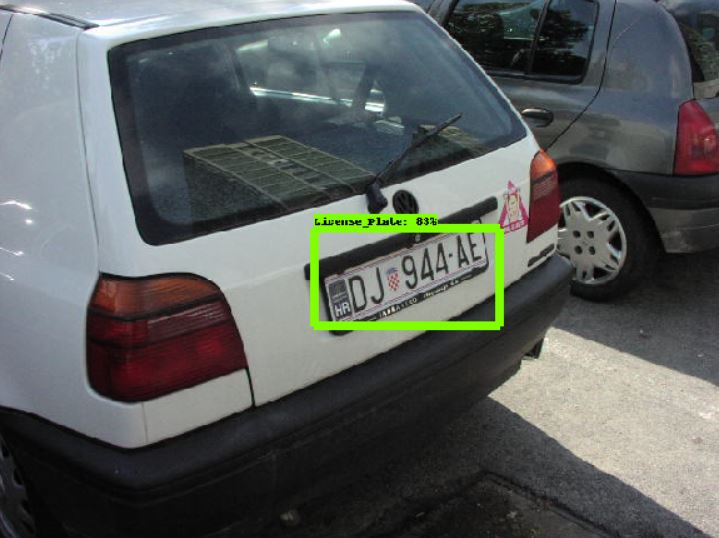 License_Plate: 83%
DJ 944-AE
HR